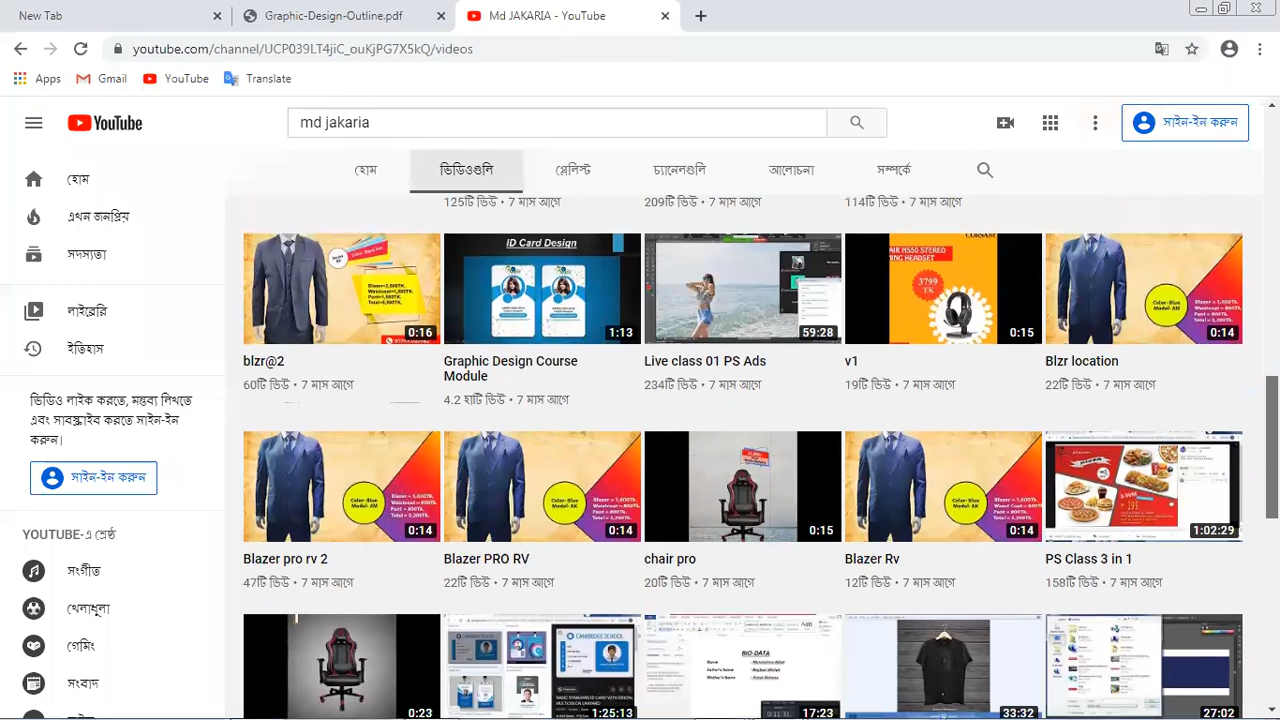 New Tab
Graphic-Design-Outline.pdf
Md JAKARIA - YouTube
youtube.com/channel/UCP039LT4jiC_ouKjPG7X5kQ/videos
Apps
Gmail
YouTube
Translate
YouTube
md jakaria
সাইন-ইন করুন
হোম
ভিডিওগুলি
প্লেলিস্ট
চ্যানেলগুলি
আলোচনা
সম্পর্কে
হোম
এখন জনপ্রিয়
সদস্যতা
লাইব্রেরি
ইতিহাস
ভিডিও লাইক করতে, মন্তব্য লিখতে
এবং সাবস্ক্রাইব করতে সাইন-ইন
করুন।
সাইন-ইন করুন
YOUTUBE-এ শ্রেষ্ঠ
সংগীত
খেলাধূলা
গেমিং
125টি ভিউ • 7 মাস আগে
209টি ভিউ • 7 মাস আগে
114টি ভিউ • 7 মাস আগে
0:16
ID Card Design
1:13
59:28
3799
TK
0:15
0:14
blzr@2
Graphic Design Course
Module
Live class 01 PS Ads
v1
Blzr location
60টি ভিউ • 7 মাস আগে
4.2 হাটি ভিউ • 7 মাস আগে
234টি ভিউ • 7 মাস আগে
19টি ভিউ • 7 মাস আগে
22টি ভিউ • 7 মাস আগে
0:14
0:14
0:15
0:14
1:02:29
Blazer pro rv 2
Blazer PRO RV
chair pro
Blazer Rv
PS Class 3 in 1
47টি ভিউ • 7 মাস আগে
22টি ভিউ • 7 মাস আগে
20টি ভিউ • 7 মাস আগে
12টি ভিউ • 7 মাস আগে
158টি ভিউ • 7 মাস আগে
0:23
CAMBRIDGE SCHOOL
1:25:13
BIO-DATA
17:23
33:37